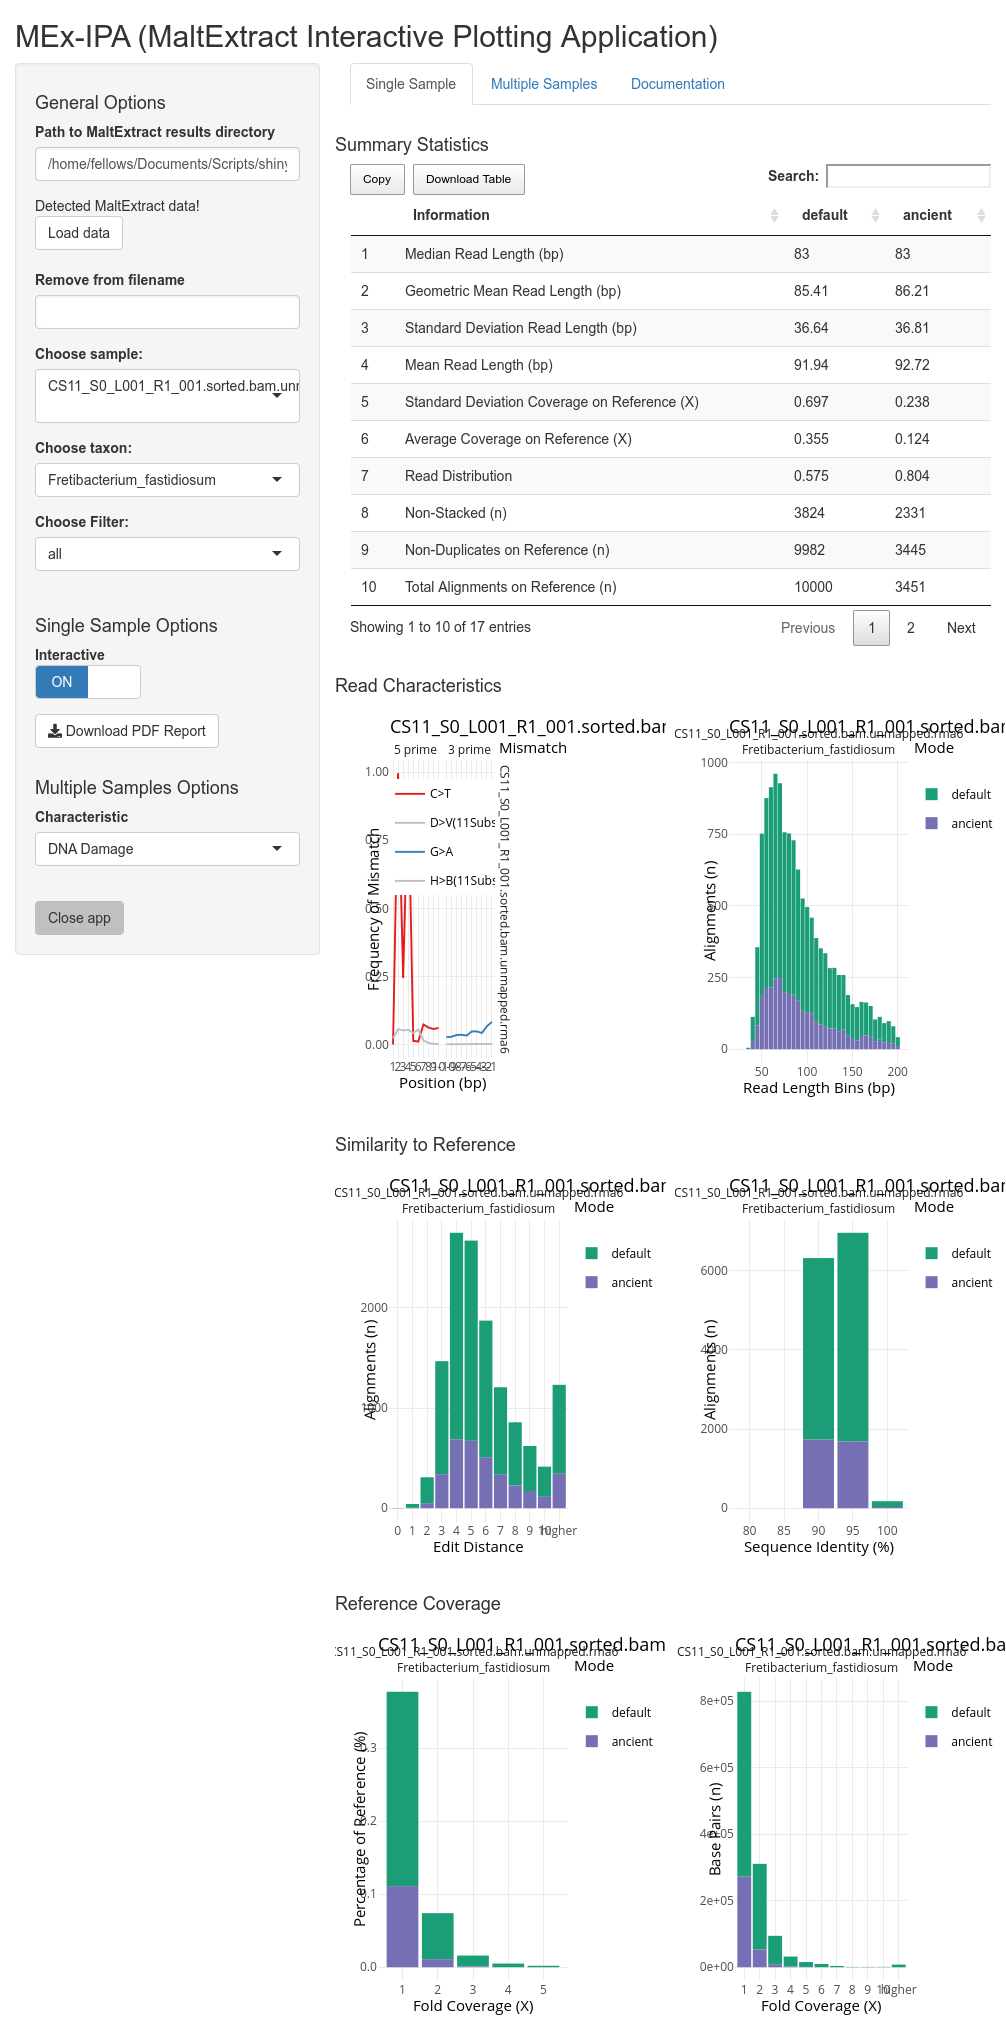 MEx-IPA (MaltExtract Interactive Plotting Application)
General Options
Path to MaltExtract results directory
/home/fellows/Documents/Scripts/shiny
Detected MaltExtract data!
Load data
Remove from filename
Choose sample:
CS11_S0_L001_R1_001.sorted.bam.unr
Choose taxon:
Fretibacterium_fastidiosum
Choose Filter:
all
Single Sample Options
Interactive
ON
Download PDF Report
Multiple Samples Options
Characteristic
DNA Damage
Close app
Single Sample Multiple Samples Documentation
Summary Statistics
Copy Download Table Search:
Information default ancient
1 Median Read Length (bp) 83 83
2 Geometric Mean Read Length (bp) 85.41 86.21
3 Standard Deviation Read Length (bp) 36.64 36.81
4 Mean Read Length (bp) 91.94 92.72
5 Standard Deviation Coverage on Reference (X) 0.697 0.238
6 Average Coverage on Reference (X) 0.355 0.124
7 Read Distribution 0.575 0.804
8 Non-Stacked (n) 3824 2331
9 Non-Duplicates on Reference (n) 9982 3445
10 Total Alignments on Reference (n) 10000 3451
Showing 1 to 10 of 17 entries Previous 1 2 Next
Read Characteristics
CS11_S0_L001_R1_001.sorted.bar
5 prime 3 prime Mismatch
1.00
0.75
0.50
0.25
0.00
C>T
D>V(11Subs
G>A
H>B(11Subs
Frequency of Mismatch
CS11_S0_L001_R1_001.sorted.bam.unmapped.rma6
Position (bp)
CS11_S0_L001_R1_001.sorted.bar
CS11_S0_L001_R1_001.sorted.bam.unmapped.rma6
Fretibacterium_fastidiosum Mode
default
ancient
1000
750
500
250
0
Alignments (n)
50 100 150 200
Read Length Bins (bp)
Similarity to Reference
CS11_S0_L001_R1_001.sorted.bar
CS11_S0_L001_R1_001.sorted.bam.unmapped.rma6
Fretibacterium_fastidiosum Mode
default
ancient
2000
1000
0
Alignments (n)
0 1 2 3 4 5 6 7 8 9 10 higher
Edit Distance
CS11_S0_L001_R1_001.sorted.bar
CS11_S0_L001_R1_001.sorted.bam.unmapped.rma6
Fretibacterium_fastidiosum Mode
default
ancient
6000
4000
2000
0
Alignments (n)
80 85 90 95 100
Sequence Identity (%)
Reference Coverage
CS11_S0_L001_R1_001.sorted.bam
CS11_S0_L001_R1_001.sorted.bam.unmapped.rma6
Fretibacterium_fastidiosum Mode
default
ancient
0.3
0.2
0.1
0.0
Percentage of Reference (%)
1 2 3 4 5
Fold Coverage (X)
CS11_S0_L001_R1_001.sorted.ba
CS11_S0_L001_R1_001.sorted.bam.unmapped.rma6
Fretibacterium_fastidiosum Mode
default
ancient
8e+05
6e+05
4e+05
2e+05
0e+00
Base Pairs (n)
1 2 3 4 5 6 7 8 9 10 higher
Fold Coverage (X)